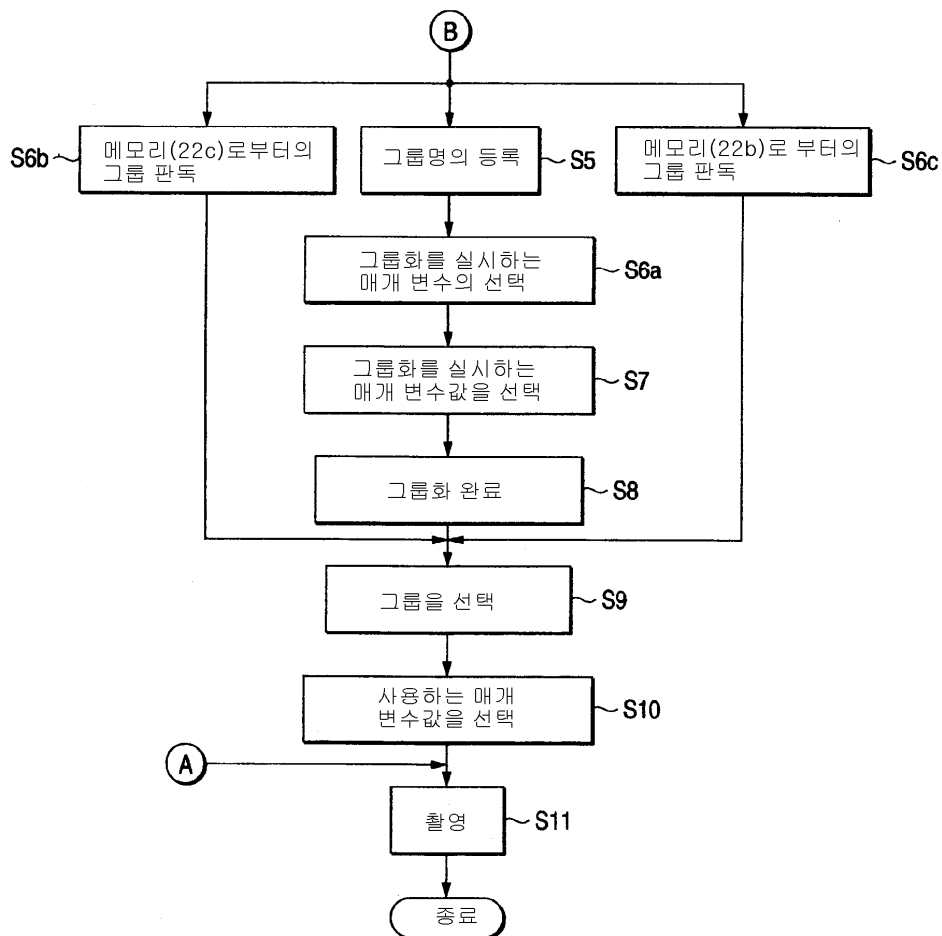 B
메모리(22c)로부터의
그룹 판독
S6b
그룹명의 등록
S5
메모리(22b)로 부터의
그룹 판독
S6c
그룹화를 실시하는
매개 변수의 선택
S6a
그룹화를 실시하는
매개 변수값을 선택
S7
그룹화 완료
S8
그룹을 선택
S9
사용하는 매개
변수값을 선택
S10
A
촬영
S11
종료